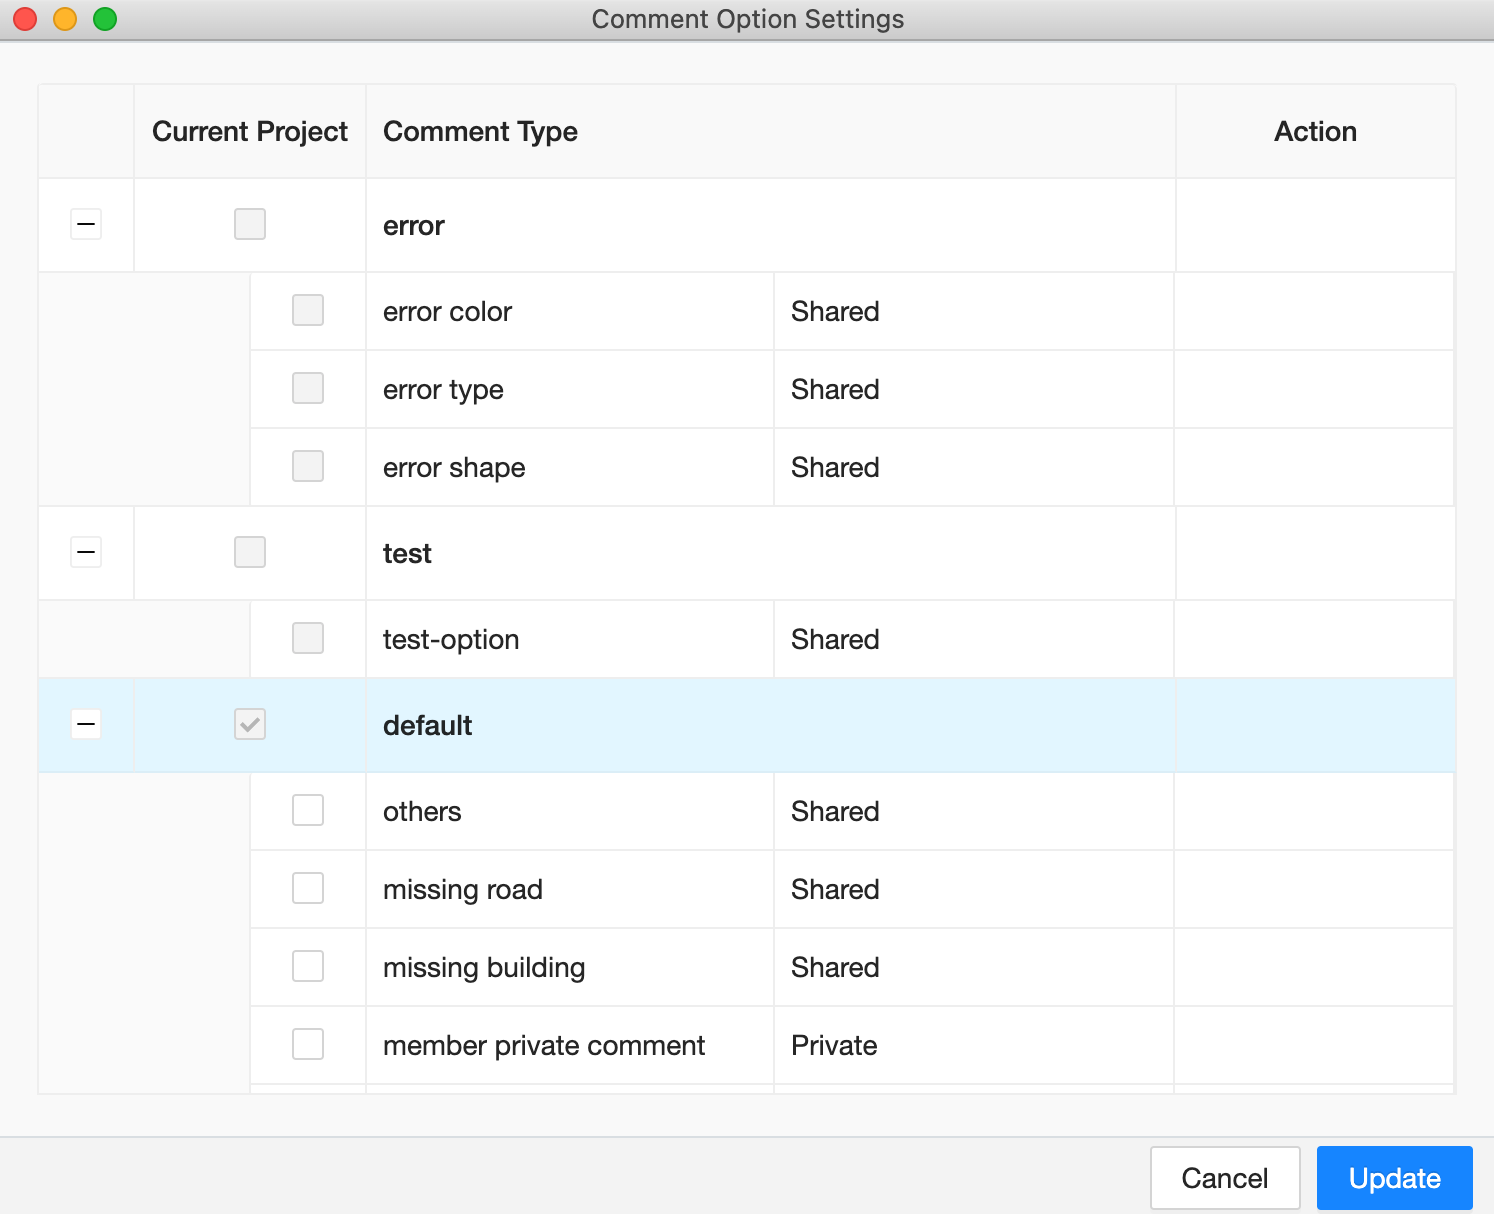 Comment Option Settings
Current Project Comment Type Action
error
error color Shared
error type Shared
error shape Shared
test
test-option Shared
default
others Shared
missing road Shared
missing building Shared
member private comment Private
Cancel Update